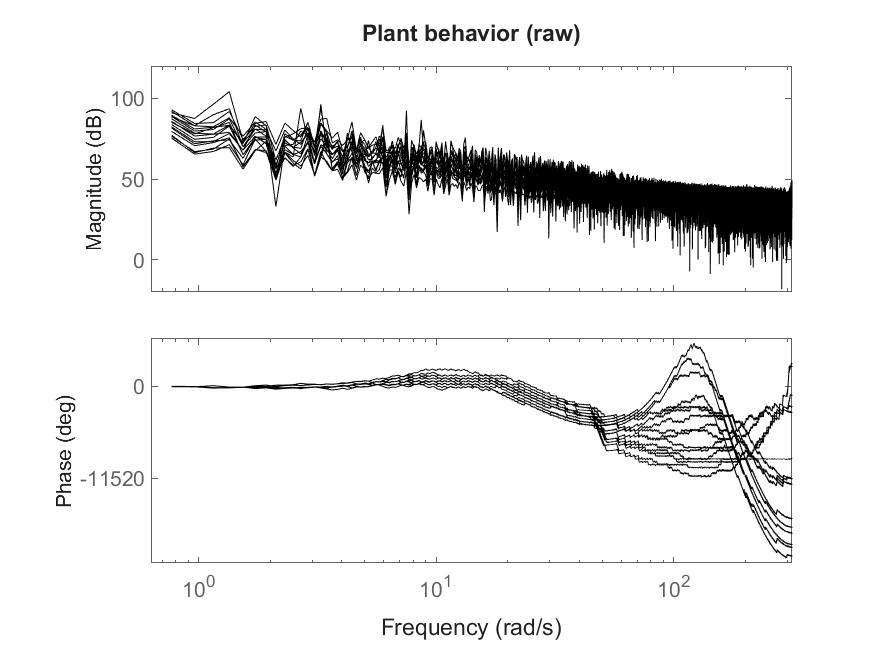 Plant behavior (raw)
Magnitude (dB)
100
50
0
Phase (deg)
0
-11520
10^0
10^1
10^2
Frequency (rad/s)